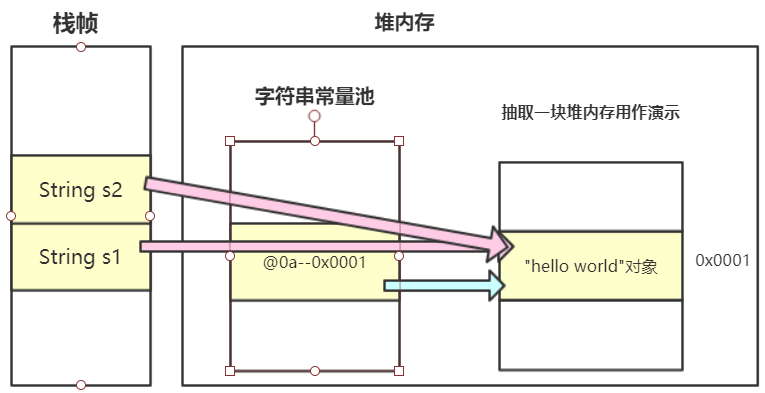 栈帧
堆内存
字符串常量池
抽取一块堆内存用作演示
String s2
String s1
@0a--0x0001
"hello world"对象
0x0001